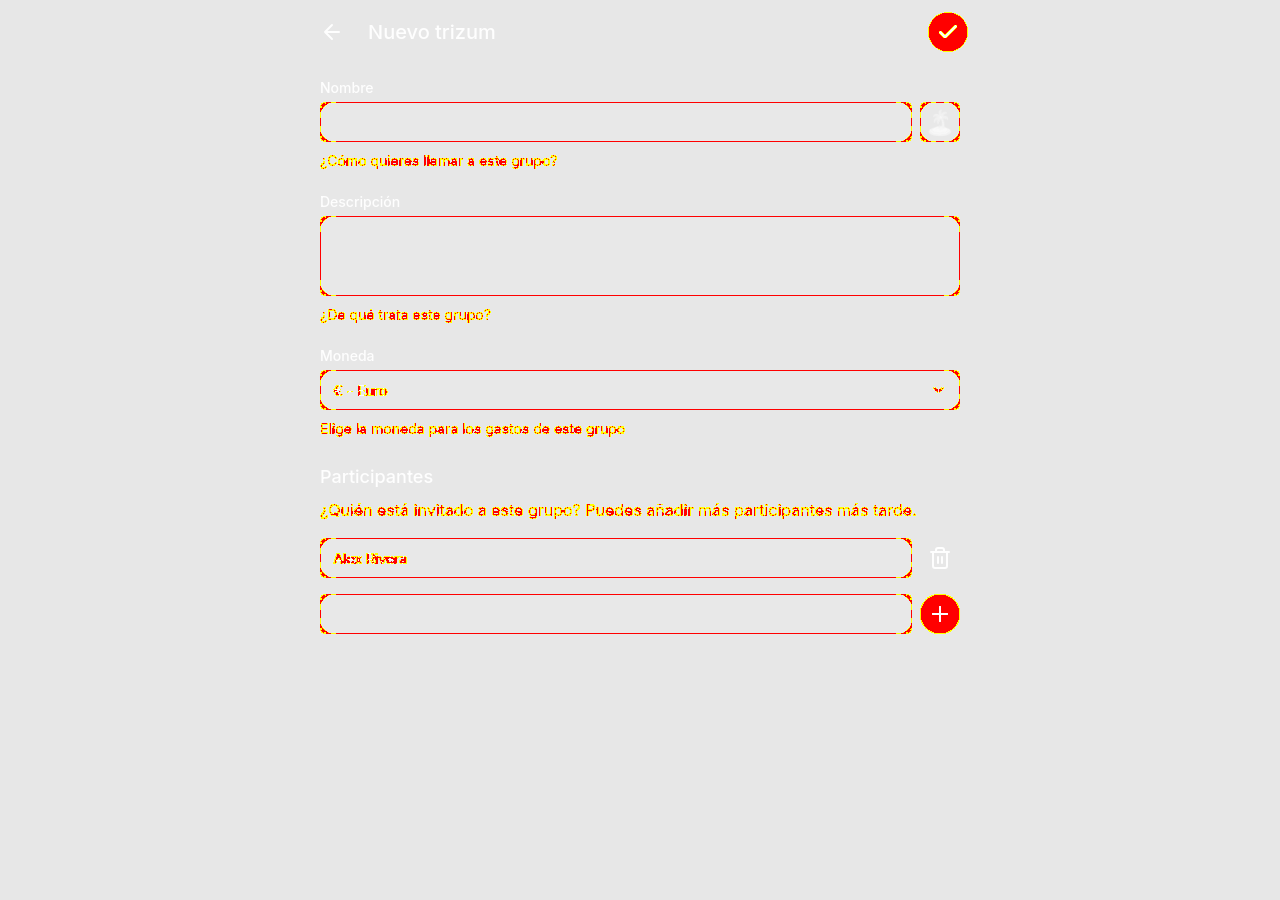 Nuevo trizum
Nombre
¿Cómo quieres llamar a este grupo?
Descripción
¿De qué trata este grupo?
Moneda
€ Euro
Elige la moneda para los gastos de este grupo
Participantes
¿Quién está invitado a este grupo? Puedes añadir más participantes más tarde.
Alex Rivera